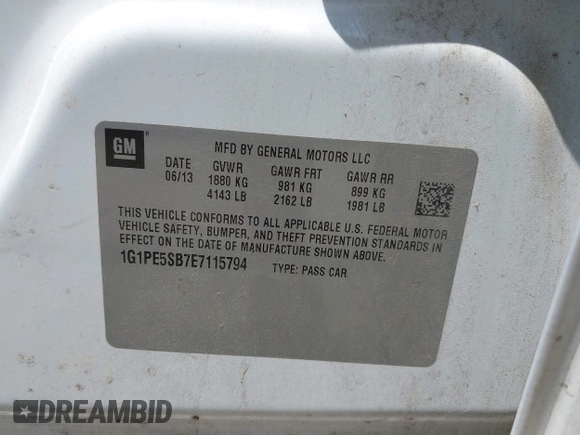 GM
MFD BY GENERAL MOTORS LLC
DATE GVWR GAWR FRT GAWR RR
06/13 1880 KG 981 KG 899 KG
4143 LB 2162 LB 1981 LB
THIS VEHICLE CONFORMS TO ALL APPLICABLE U.S. FEDERAL MOTOR
VEHICLE SAFETY, BUMPER, AND THEFT PREVENTION STANDARDS IN
EFFECT ON THE DATE OF MANUFACTURE SHOWN ABOVE.
1G1PE5SB7E7115794 TYPE: PASS CAR
DREAMBID